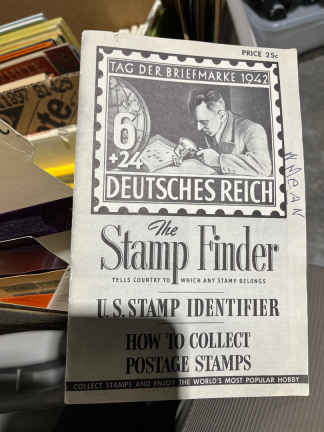 PRICE 25c
TAG DER BRIEFMARKE 1942
6
+24
DEUTSCHES REICH
The
Stamp Finder
TELLS COUNTRY TO WHICH ANY STAMP BELONGS
U.S. STAMP IDENTIFIER
HOW TO COLLECT
POSTAGE STAMPS
COLLECT STAMPS AND ENJOY THE WORLD'S MOST POPULAR HOBBY